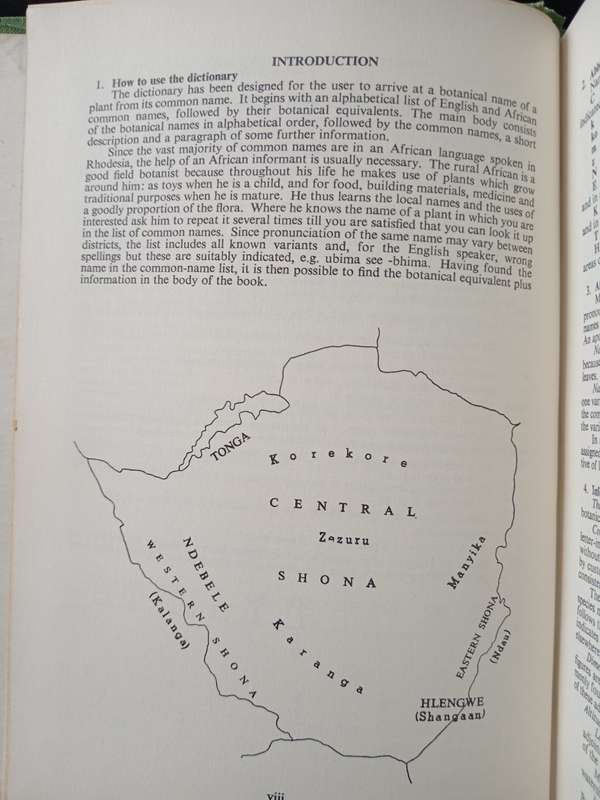 INTRODUCTION
1. How to use the dictionary
The dictionary has been designed for the user to arrive at a botanical name of a
plant from its common name. It begins with an alphabetical list of English and African
common names, followed by their botanical equivalents. The main body consists
of the botanical names in alphabetical order, followed by the common names, a short
description and a paragraph of some further information.
Since the vast majority of common names are in an African language spoken in
Rhodesia, the help of an African informant is usually necessary. The rural African is a
good field botanist because throughout his life he makes use of plants which grow
around him: as toys when he is a child, and for food, building materials, medicine and
traditional purposes when he is mature. He thus learns the local names and the uses of
a goodly proportion of the flora. Where he knows the name of a plant in which you are
interested ask him to repeat it several times till you are satisfied that you can look it up
in the list of common names. Since pronunciation of the same name may vary between
districts, the list includes all known variants and, for the English speaker, wrong
spellings but these are suitably indicated, e.g. ubima see -bhima. Having found the
name in the common-name list, it is then possible to find the botanical equivalent plus
information in the body of the book.
TONGA
Korekore
CENTRAL
Zezuru
SHONA
Karanga
NDEBELE
WESTERN SHONA
(Kalanga)
Manyika
EASTERN SHONA
(Ndau)
HLENGWE
(Shangaan)
viii